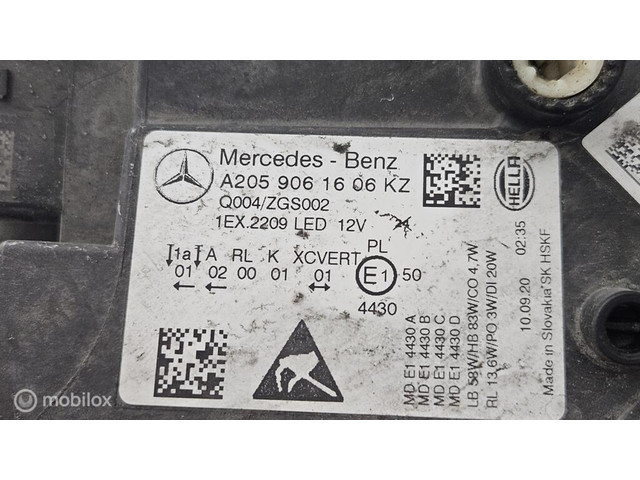 Mercedes - Benz
A205 906 16 06 KZ
Q004/ZGS002
1EX.2209 LED 12V
1a A RL K XCVERT PL
01 02 00 01 01 E1 50
4430
HELLA
MD E1 4430 A
MD E1 4430 B
MD E1 4430 C
MD E1 4430 D
LB 58W/HB 83W/CO 4.7W
RL 13,6W/PO 3W/DI 20W
10.09.20 02:35
Made in Slovakia SK HSKF
mobilox